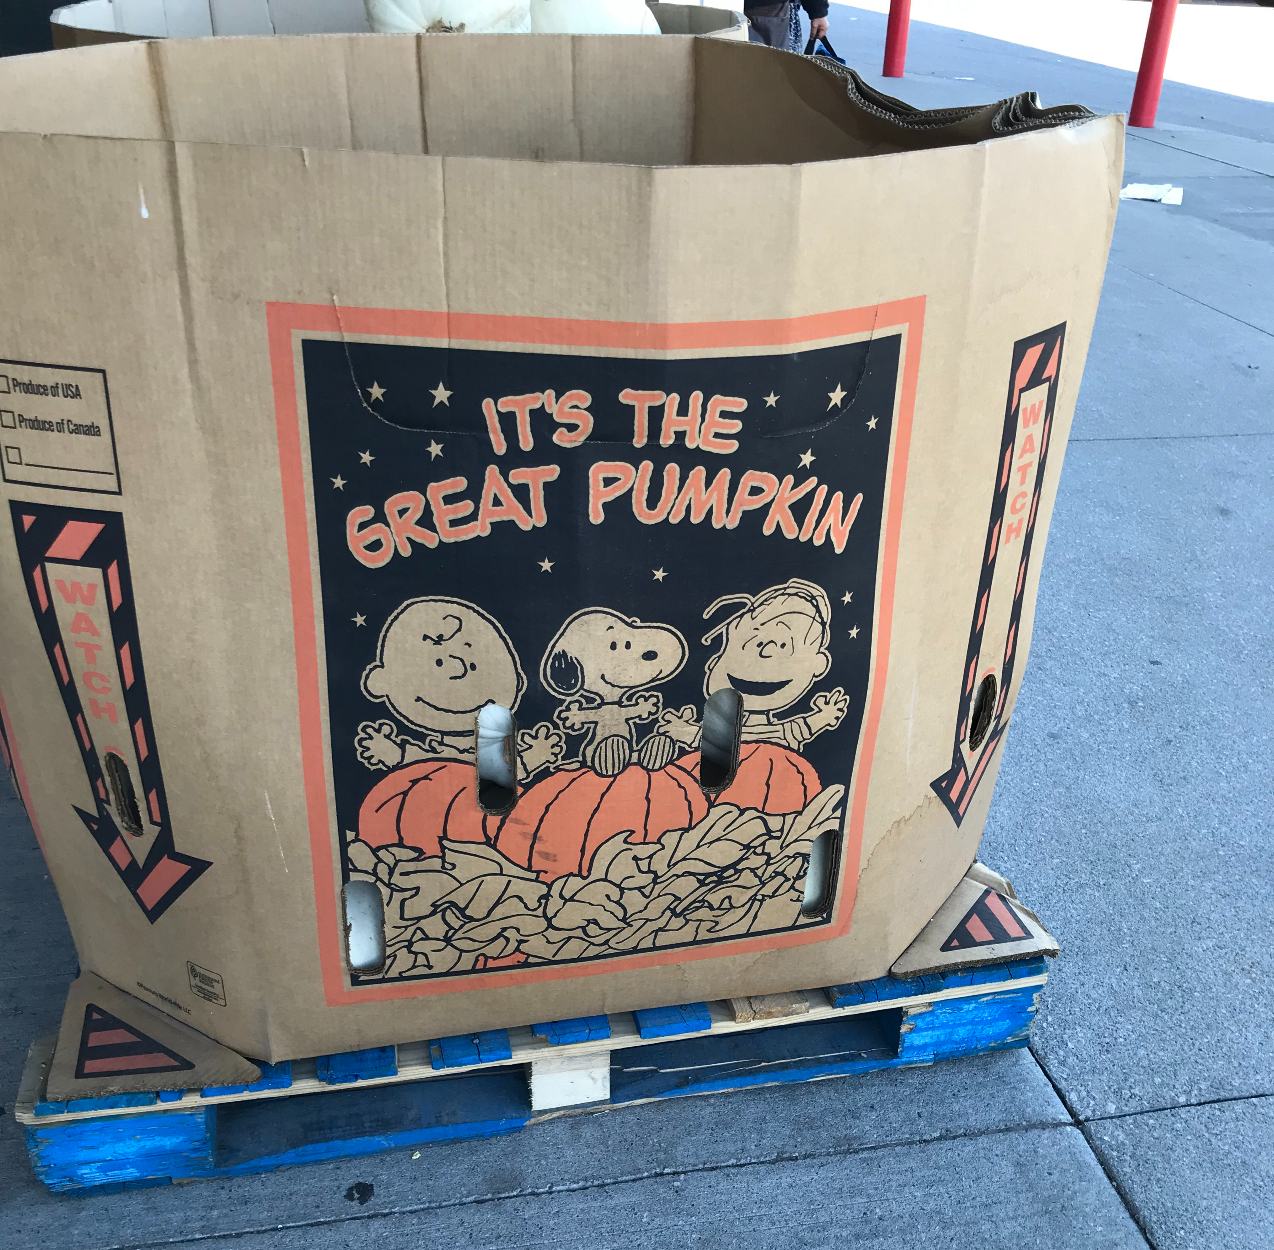 IT'S THE
GREAT PUMPKIN
Produce of USA
Produce of Canada
WATCH
WATCH